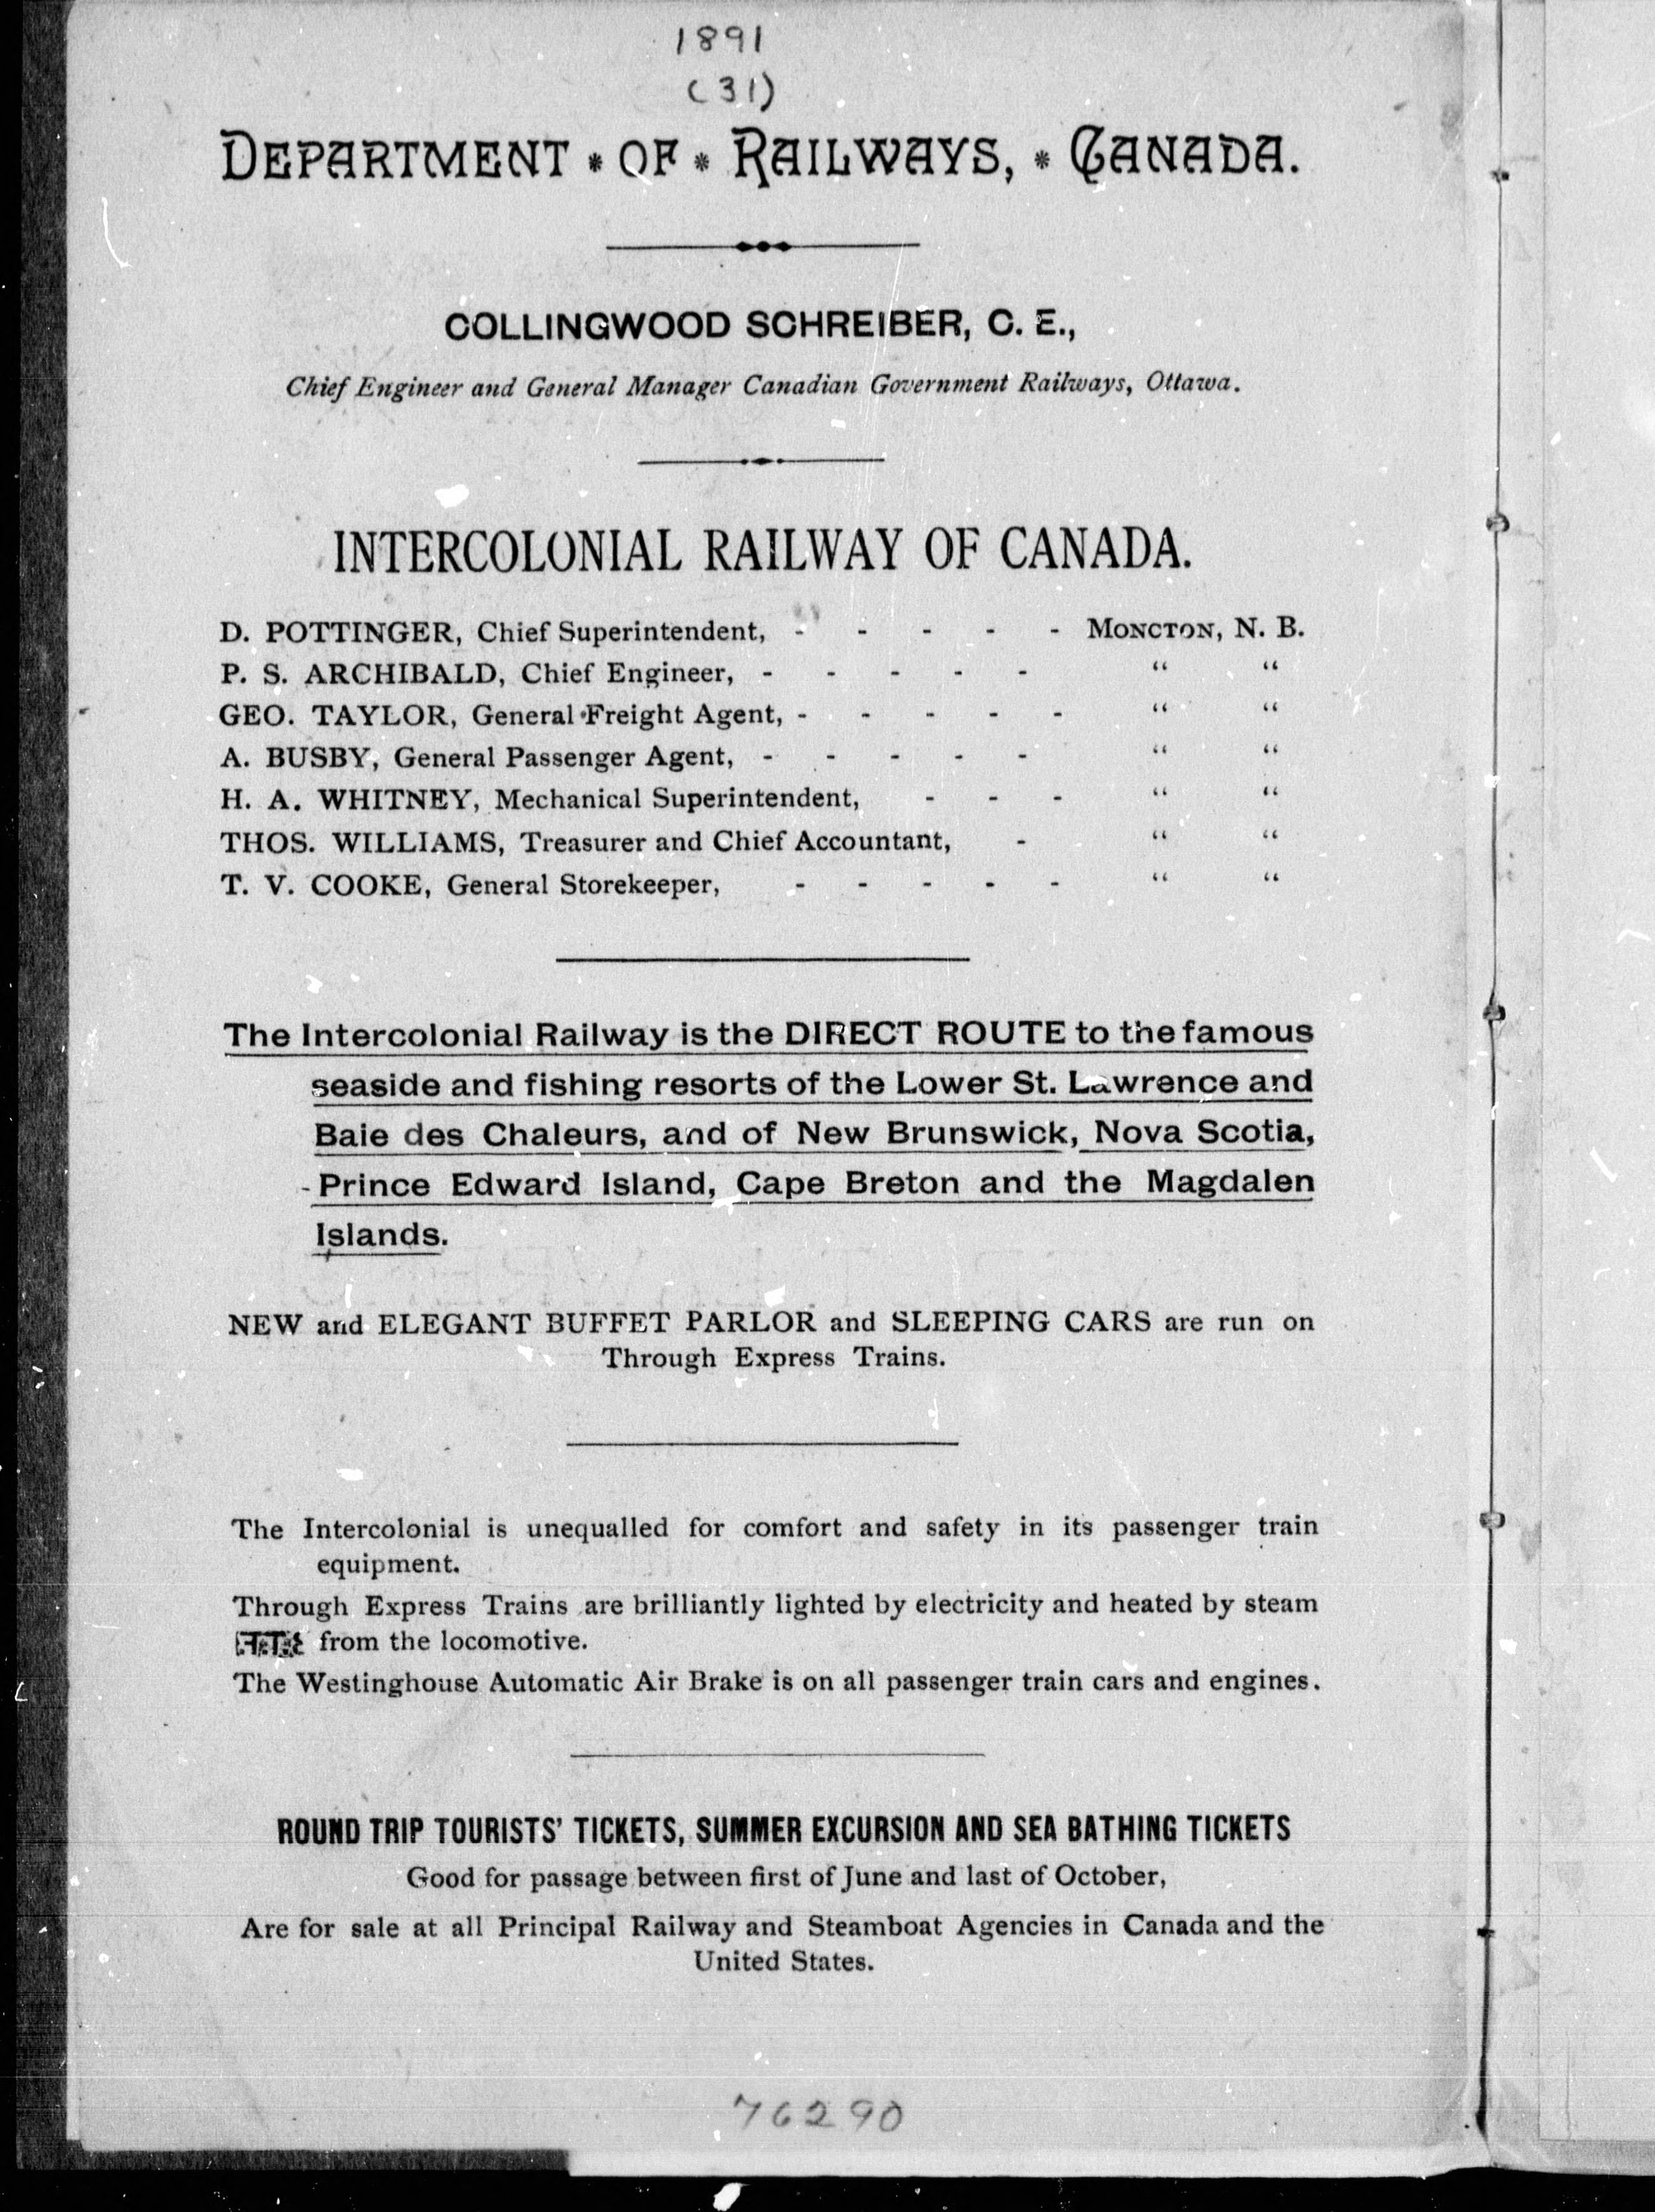 1891
(31)
DEPARTMENT * OF * RAILWAYS, * CANADA.
COLLINGWOOD SCHREIBER, C. E.,
Chief Engineer and General Manager Canadian Government Railways, Ottawa.
INTERCOLONIAL RAILWAY OF CANADA.
D. POTTINGER, Chief Superintendent, - - - - - MONCTON, N. B.
P. S. ARCHIBALD, Chief Engineer, - - - - - “ “
GEO. TAYLOR, General Freight Agent, - - - - - “ “
A. BUSBY, General Passenger Agent, - - - - - “ “
H. A. WHITNEY, Mechanical Superintendent, - - - “ “
THOS. WILLIAMS, Treasurer and Chief Accountant, - “ “
T. V. COOKE, General Storekeeper, - - - - - “ “
The Intercolonial Railway is the DIRECT ROUTE to the famous
seaside and fishing resorts of the Lower St. Lawrence and
Baie des Chaleurs, and of New Brunswick, Nova Scotia,
Prince Edward Island, Cape Breton and the Magdalen
Islands.
NEW and ELEGANT BUFFET PARLOR and SLEEPING CARS are run on
Through Express Trains.
The Intercolonial is unequalled for comfort and safety in its passenger train
equipment.
Through Express Trains are brilliantly lighted by electricity and heated by steam
from the locomotive.
The Westinghouse Automatic Air Brake is on all passenger train cars and engines.
ROUND TRIP TOURISTS’ TICKETS, SUMMER EXCURSION AND SEA BATHING TICKETS
Good for passage between first of June and last of October,
Are for sale at all Principal Railway and Steamboat Agencies in Canada and the
United States.
76290